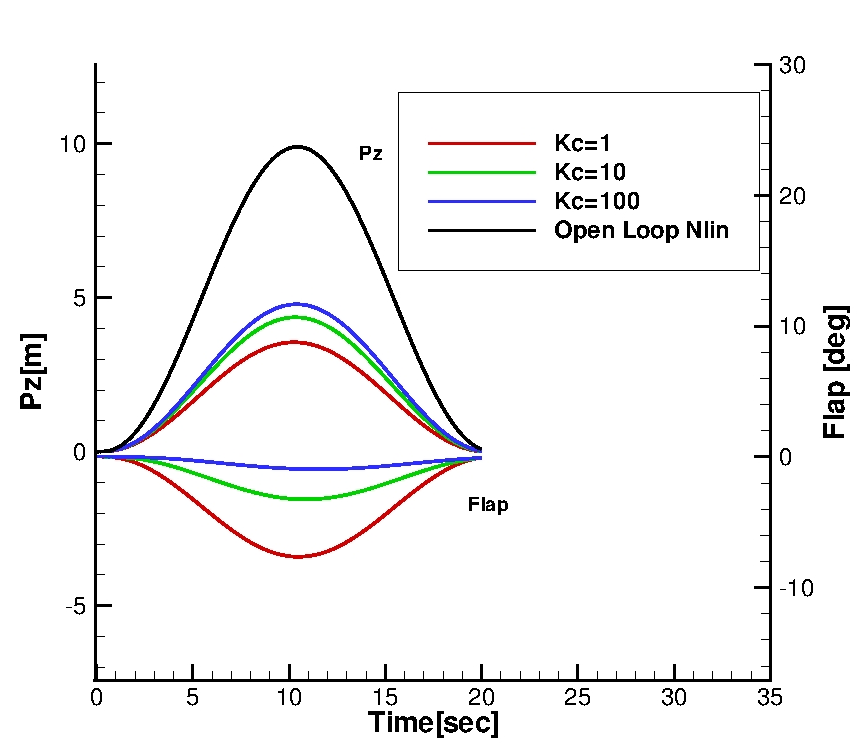 30
10
Pz
Kc=1
Kc=10
20
Kc=100
Open Loop Nlin
5
10
Pz[m]
Flap [deg]
0
0
Flap
-5
-10
0 5 10 15 20 25 30 35
Time[sec]